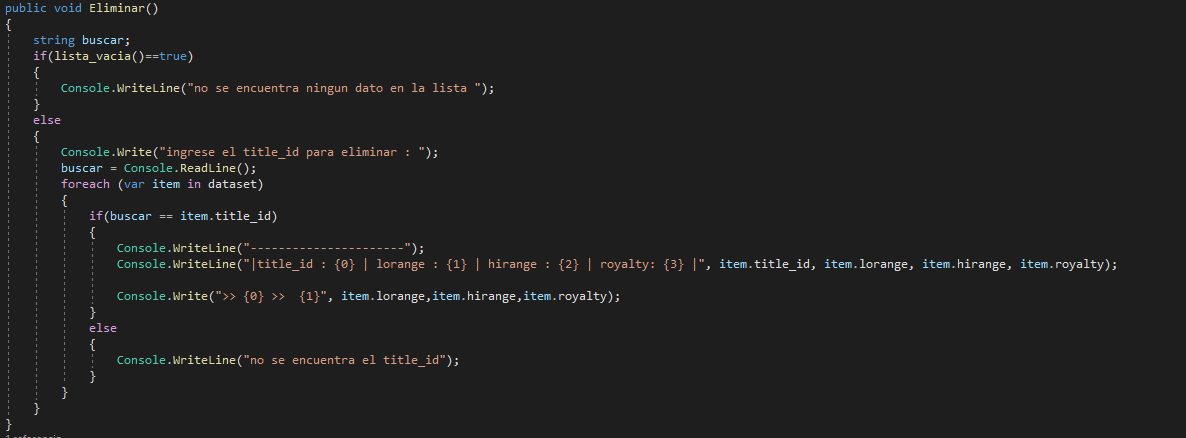 public void Eliminar()
{
string buscar;
if(lista_vacia()==true)
{
Console.WriteLine("no se encuentra ningun dato en la lista ");
}
else
{
Console.Write("ingrese el title_id para eliminar : ");
buscar = Console.ReadLine();
foreach (var item in dataset)
{
if(buscar == item.title_id)
{
Console.WriteLine("----------------------");
Console.WriteLine("|title_id : {0} | lorange : {1} | hirange : {2} | royalty: {3} |", item.title_id, item.lorange, item.hirange, item.royalty);
Console.Write(">> {0} >>  {1}", item.lorange,item.hirange,item.royalty);
}
else
{
Console.WriteLine("no se encuentra el title_id");
}
}
}
}